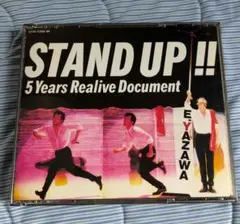 STAND UP!!
5 Years Realive Document
E.YAZAWA